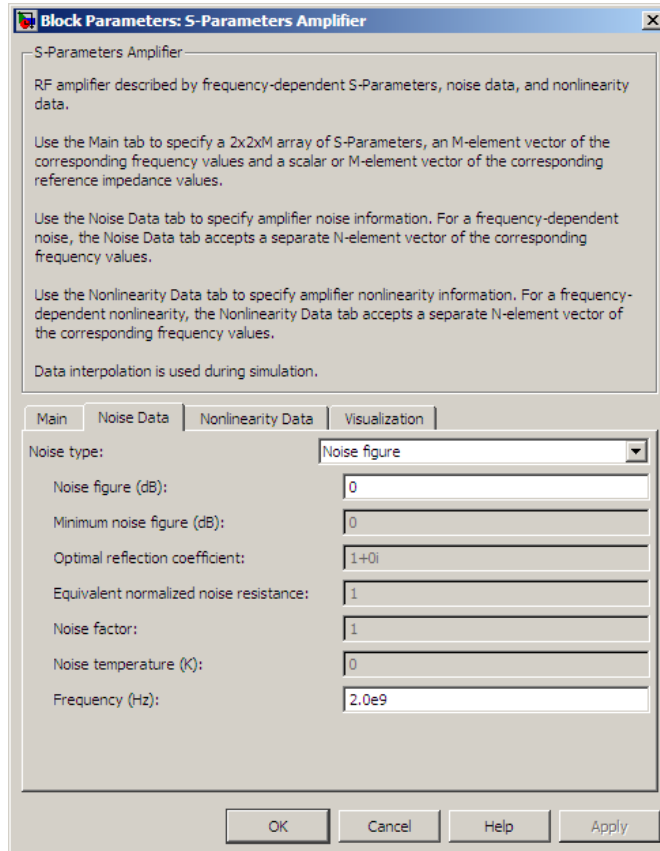 Block Parameters: S-Parameters Amplifier
S-Parameters Amplifier
RF amplifier described by frequency-dependent S-Parameters, noise data, and nonlinearity
data.
Use the Main tab to specify a 2x2xM array of S-Parameters, an M-element vector of the
corresponding frequency values and a scalar or M-element vector of the corresponding
reference impedance values.
Use the Noise Data tab to specify amplifier noise information. For a frequency-dependent
noise, the Noise Data tab accepts a separate N-element vector of the corresponding
frequency values.
Use the Nonlinearity Data tab to specify amplifier nonlinearity information. For a frequency-
dependent nonlinearity, the Nonlinearity Data tab accepts a separate N-element vector of
the corresponding frequency values.
Data interpolation is used during simulation.
Main Noise Data Nonlinearity Data Visualization
Noise type: Noise figure
Noise figure (dB): 0
Minimum noise figure (dB): 0
Optimal reflection coefficient: 1+0i
Equivalent normalized noise resistance: 1
Noise factor: 1
Noise temperature (K): 0
Frequency (Hz): 2.0e9
OK Cancel Help Apply